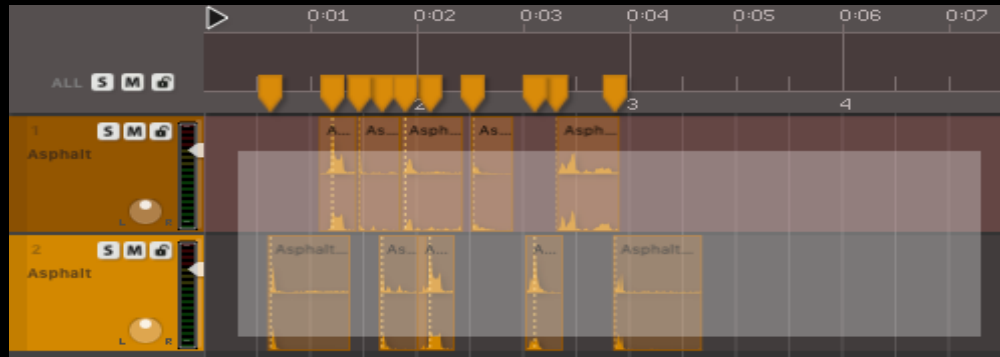 0:01 0:02 0:03 0:04 0:05 0:06 0:07
ALL S M
2 3 4
1 S M
Asphalt
A... As... Asph... As... Asph...
L R
2 S M
Asphalt
Asphalt... As... A... A... Asphalt...
L R